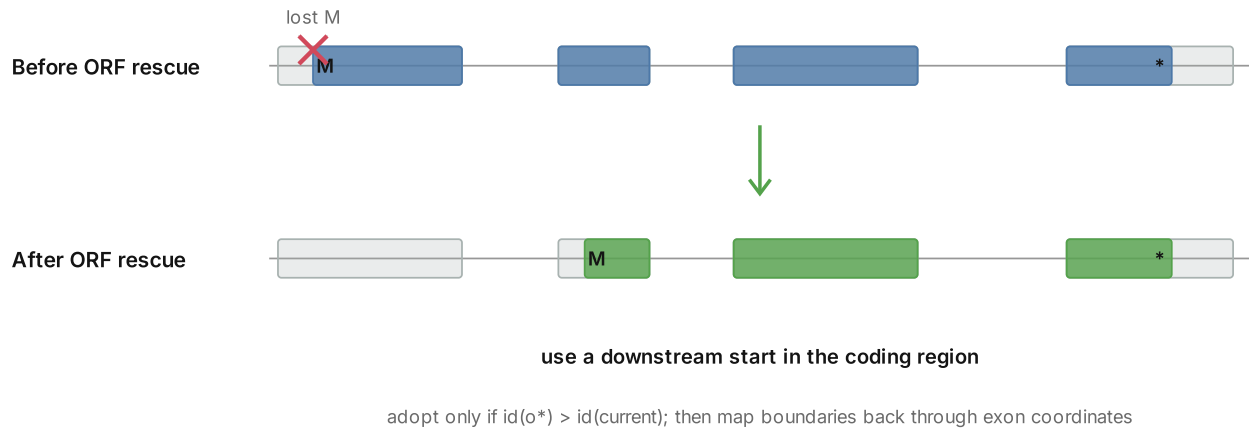 lost M
Before ORF rescue
M
*
After ORF rescue
M
*
use a downstream start in the coding region
adopt only if id(o*) > id(current); then map boundaries back through exon coordinates